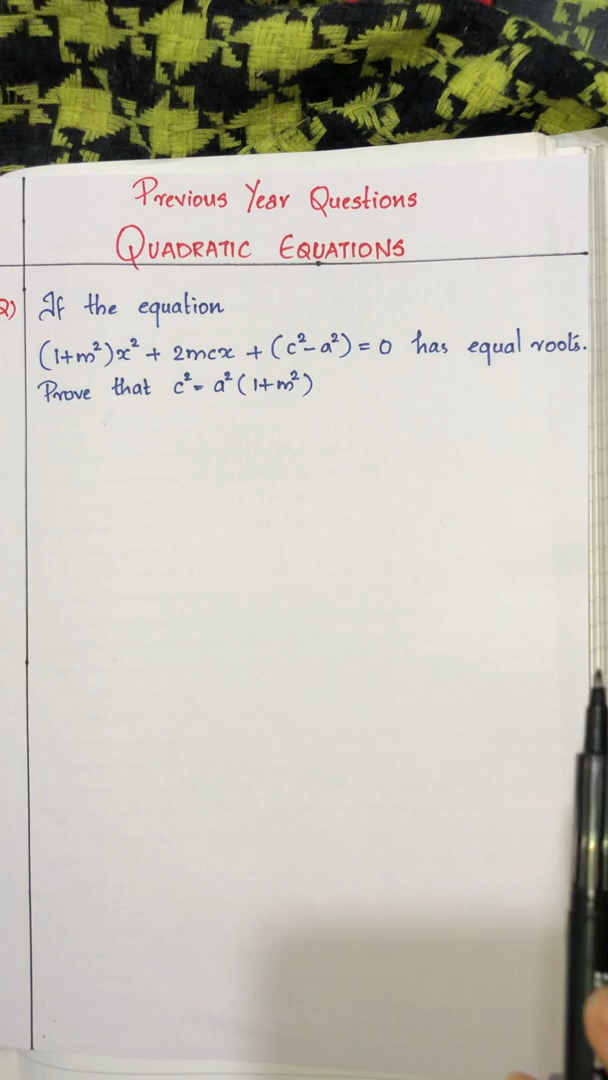 Previous Year Questions
QUADRATIC EQUATIONS
Q) If the equation
(1+m²)x² + 2mcx + (c²-a²) = 0 has equal roots.
Prove that c² = a² (1+m²)